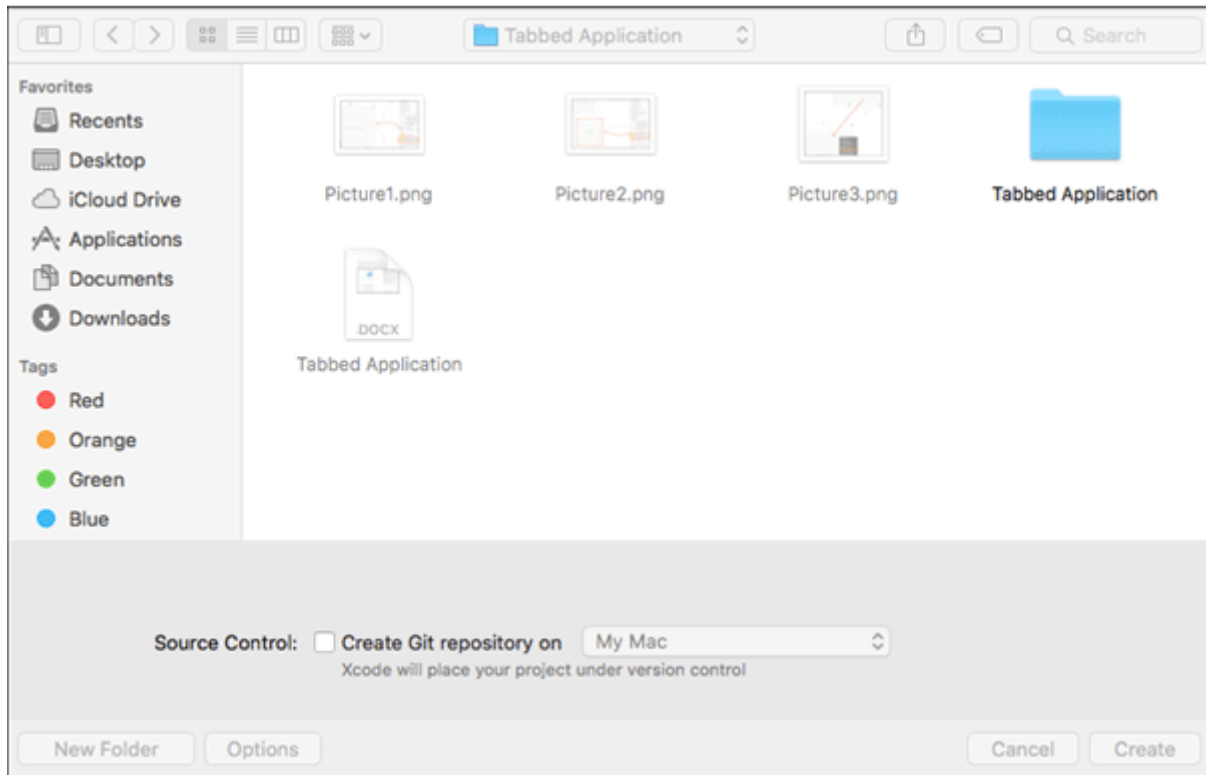 Tabbed Application
Search
Favorites
Recents
Desktop
iCloud Drive
Applications
Documents
Downloads
Tags
Red
Orange
Green
Blue
Picture1.png
Picture2.png
Picture3.png
Tabbed Application
.DOCX
Tabbed Application
Source Control: Create Git repository on My Mac
Xcode will place your project under version control
New Folder Options Cancel Create